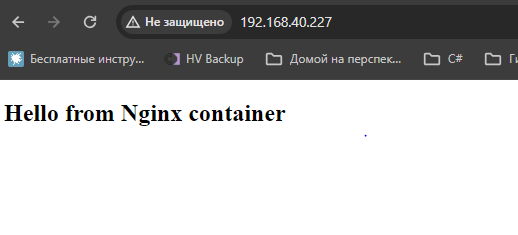 Не защищено 192.168.40.227
Бесплатные инстру... HV Backup Домой на перспек... C#
Hello from Nginx container